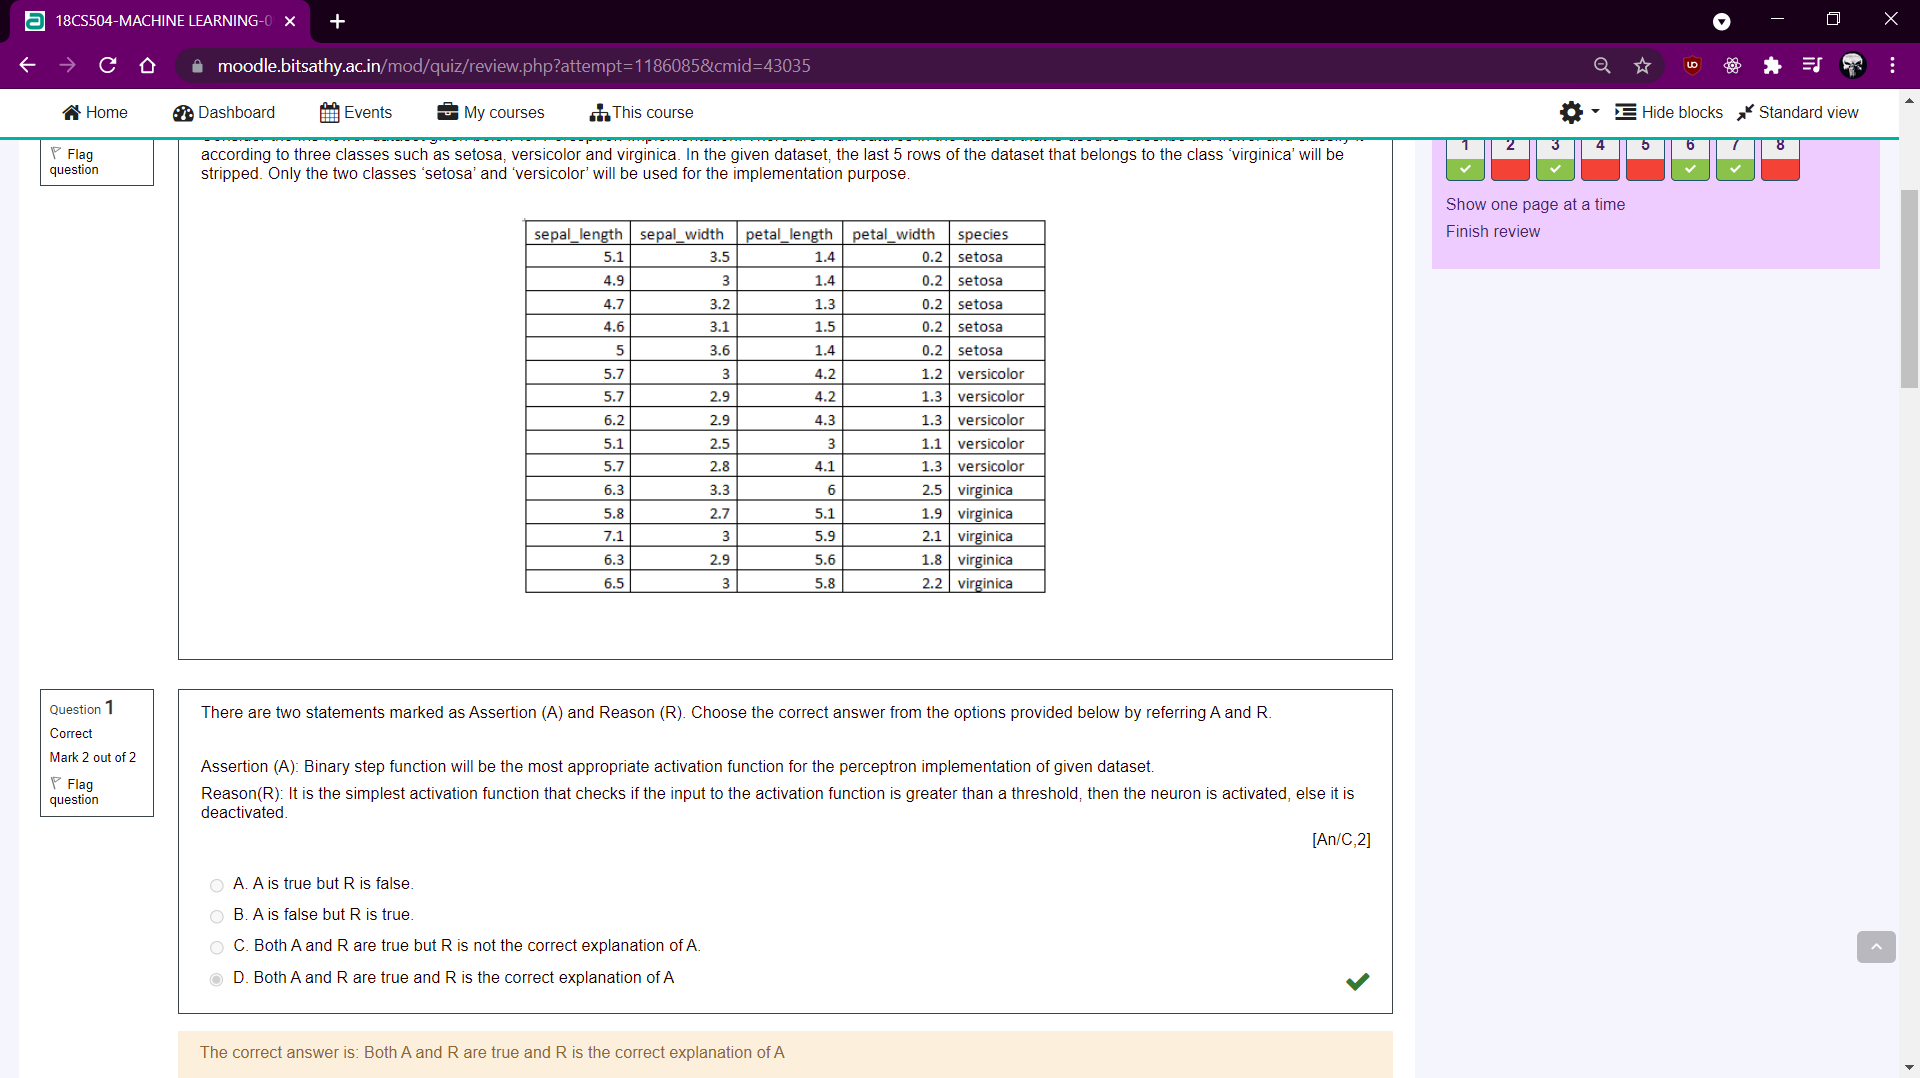 18CS504-MACHINE LEARNING-0
moodle.bitsathy.ac.in/mod/quiz/review.php?attempt=1186085&cmid=43035
Home Dashboard Events My courses This course Hide blocks Standard view
Flag question
according to three classes such as setosa, versicolor and virginica. In the given dataset, the last 5 rows of the dataset that belongs to the class ‘virginica’ will be
stripped. Only the two classes ‘setosa’ and ‘versicolor’ will be used for the implementation purpose.
1 2 3 4 5 6 7 8
Show one page at a time
Finish review
sepal_length sepal_width petal_length petal_width species
5.1 3.5 1.4 0.2 setosa
4.9 3 1.4 0.2 setosa
4.7 3.2 1.3 0.2 setosa
4.6 3.1 1.5 0.2 setosa
5 3.6 1.4 0.2 setosa
5.7 3 4.2 1.2 versicolor
5.7 2.9 4.2 1.3 versicolor
6.2 2.9 4.3 1.3 versicolor
5.1 2.5 3 1.1 versicolor
5.7 2.8 4.1 1.3 versicolor
6.3 3.3 6 2.5 virginica
5.8 2.7 5.1 1.9 virginica
7.1 3 5.9 2.1 virginica
6.3 2.9 5.6 1.8 virginica
6.5 3 5.8 2.2 virginica
Question 1
Correct
Mark 2 out of 2
Flag
question
There are two statements marked as Assertion (A) and Reason (R). Choose the correct answer from the options provided below by referring A and R.
Assertion (A): Binary step function will be the most appropriate activation function for the perceptron implementation of given dataset.
Reason(R): It is the simplest activation function that checks if the input to the activation function is greater than a threshold, then the neuron is activated, else it is
deactivated.
[An/C,2]
A. A is true but R is false.
B. A is false but R is true.
C. Both A and R are true but R is not the correct explanation of A.
D. Both A and R are true and R is the correct explanation of A
The correct answer is: Both A and R are true and R is the correct explanation of A